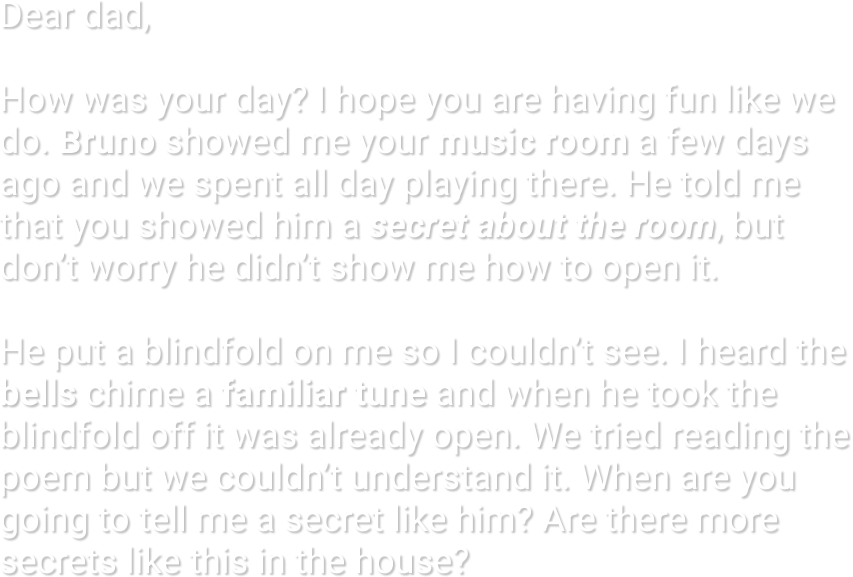 Dear dad,
How was your day? I hope you are having fun like we
do. Bruno showed me your music room a few days
ago and we spent all day playing there. He told me
that you showed him a secret about the room, but
don't worry he didn't show me how to open it.
He put a blindfold on me so I couldn't see. I heard the
bells chime a familiar tune and when he took the
blindfold off it was already open. We tried reading the
poem but we couldn't understand it. When are you
going to tell me a secret like him? Are there more
secrets like this in the house?